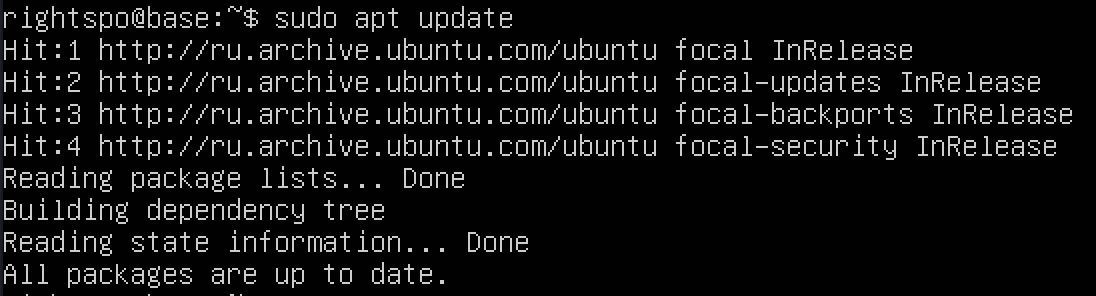 rightspo@base:~$ sudo apt update
Hit:1 http://ru.archive.ubuntu.com/ubuntu focal InRelease
Hit:2 http://ru.archive.ubuntu.com/ubuntu focal-updates InRelease
Hit:3 http://ru.archive.ubuntu.com/ubuntu focal-backports InRelease
Hit:4 http://ru.archive.ubuntu.com/ubuntu focal-security InRelease
Reading package lists... Done
Building dependency tree
Reading state information... Done
All packages are up to date.